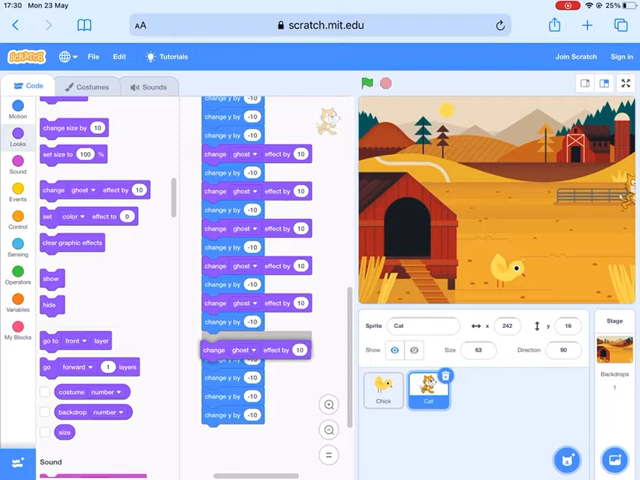 17:30 Mon 23 May
25%
AA
scratch.mit.edu
SCRATCH
File
Edit
Tutorials
Join Scratch
Sign in
Code
Costumes
Sounds
Motion
Looks
Sound
Events
Control
Sensing
Operators
Variables
My Blocks
change size by 10
set size to 100 %
change ghost effect by 10
set color effect to 0
clear graphic effects
show
hide
go to front layer
go forward 1 layers
costume number
backdrop number
size
Sound
change y by -10
change y by -10
change y by -10
change ghost effect by 10
change y by -10
change ghost effect by 10
change y by -10
change ghost effect by 10
change y by -10
change ghost effect by 10
change y by -10
change ghost effect by 10
change y by -10
change ghost effect by 10
change y by -10
change y by -10
change y by -10
change y by -10
Sprite Cat x 242 y 16
Show Size 63 Direction 90
Chick
Cat
Stage
Backdrops
1